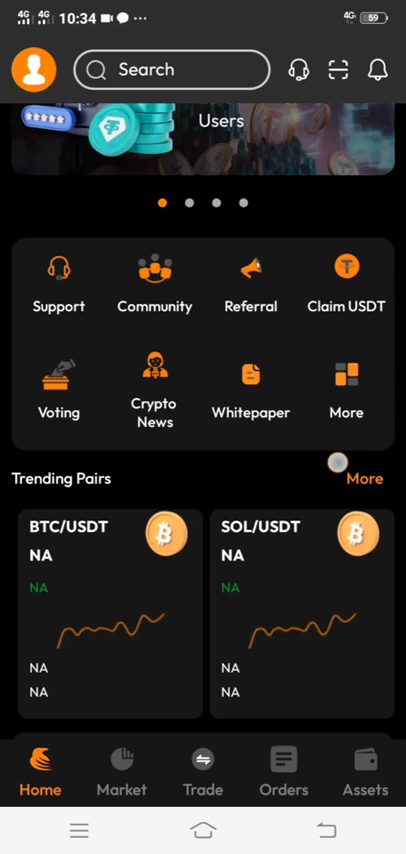 4G 4G 10:34 4G 59
Search
Users
Support Community Referral Claim USDT
Voting Crypto News Whitepaper More
Trending Pairs More
BTC/USDT SOL/USDT
NA NA
NA NA
NA NA
NA NA
Home Market Trade Orders Assets